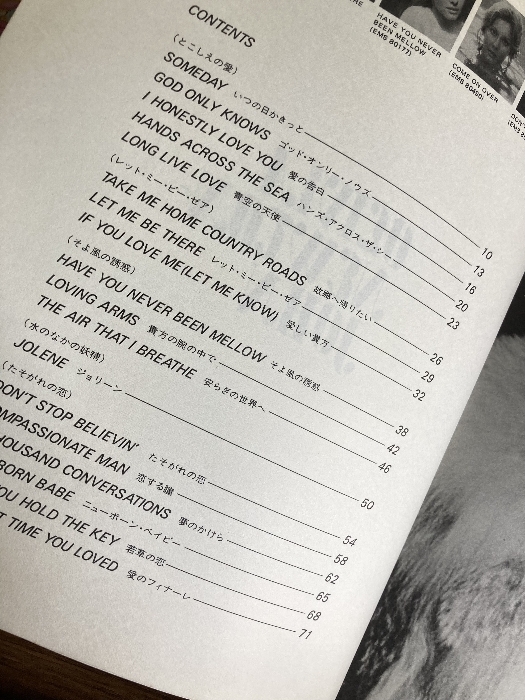 HAVE YOU NEVER
BEEN MELLOW
(EMS 80177)
COME ON OVER
CONTENTS
(とこしえの愛)
SOMEDAY いつの日かきっと 10
GOD ONLY KNOWS ゴッド・オンリー・ノウズ 13
I HONESTLY LOVE YOU 愛の告白 16
HANDS ACROSS THE SEA ハンズ・アクロス・ザ・シー 20
LONG LIVE LOVE 青空の天使 23
(レット・ミー・ビー・ゼア)
TAKE ME HOME COUNTRY ROADS 故郷へ帰りたい 26
LET ME BE THERE レット・ミー・ビー・ゼア 29
IF YOU LOVE ME(LET ME KNOW) 愛しい貴方 32
(そよ風の誘惑)
HAVE YOU NEVER BEEN MELLOW そよ風の誘惑 38
LOVING ARMS 貴方の腕の中で 42
THE AIR THAT I BREATHE 安らぎの世界へ 46
(水のなかの妖精)
JOLENE ジョリーン 50
(たそがれの恋)
DON'T STOP BELIEVIN' たそがれの恋 54
OMPASSIONATE MAN 恋する瞳 58
HOUSAND CONVERSATIONS 夢のかけら 62
BORN BABE ニューボーン・ベイビー 65
OU HOLD THE KEY 若草の恋 68
T TIME YOU LOVED 愛のフィナーレ 71